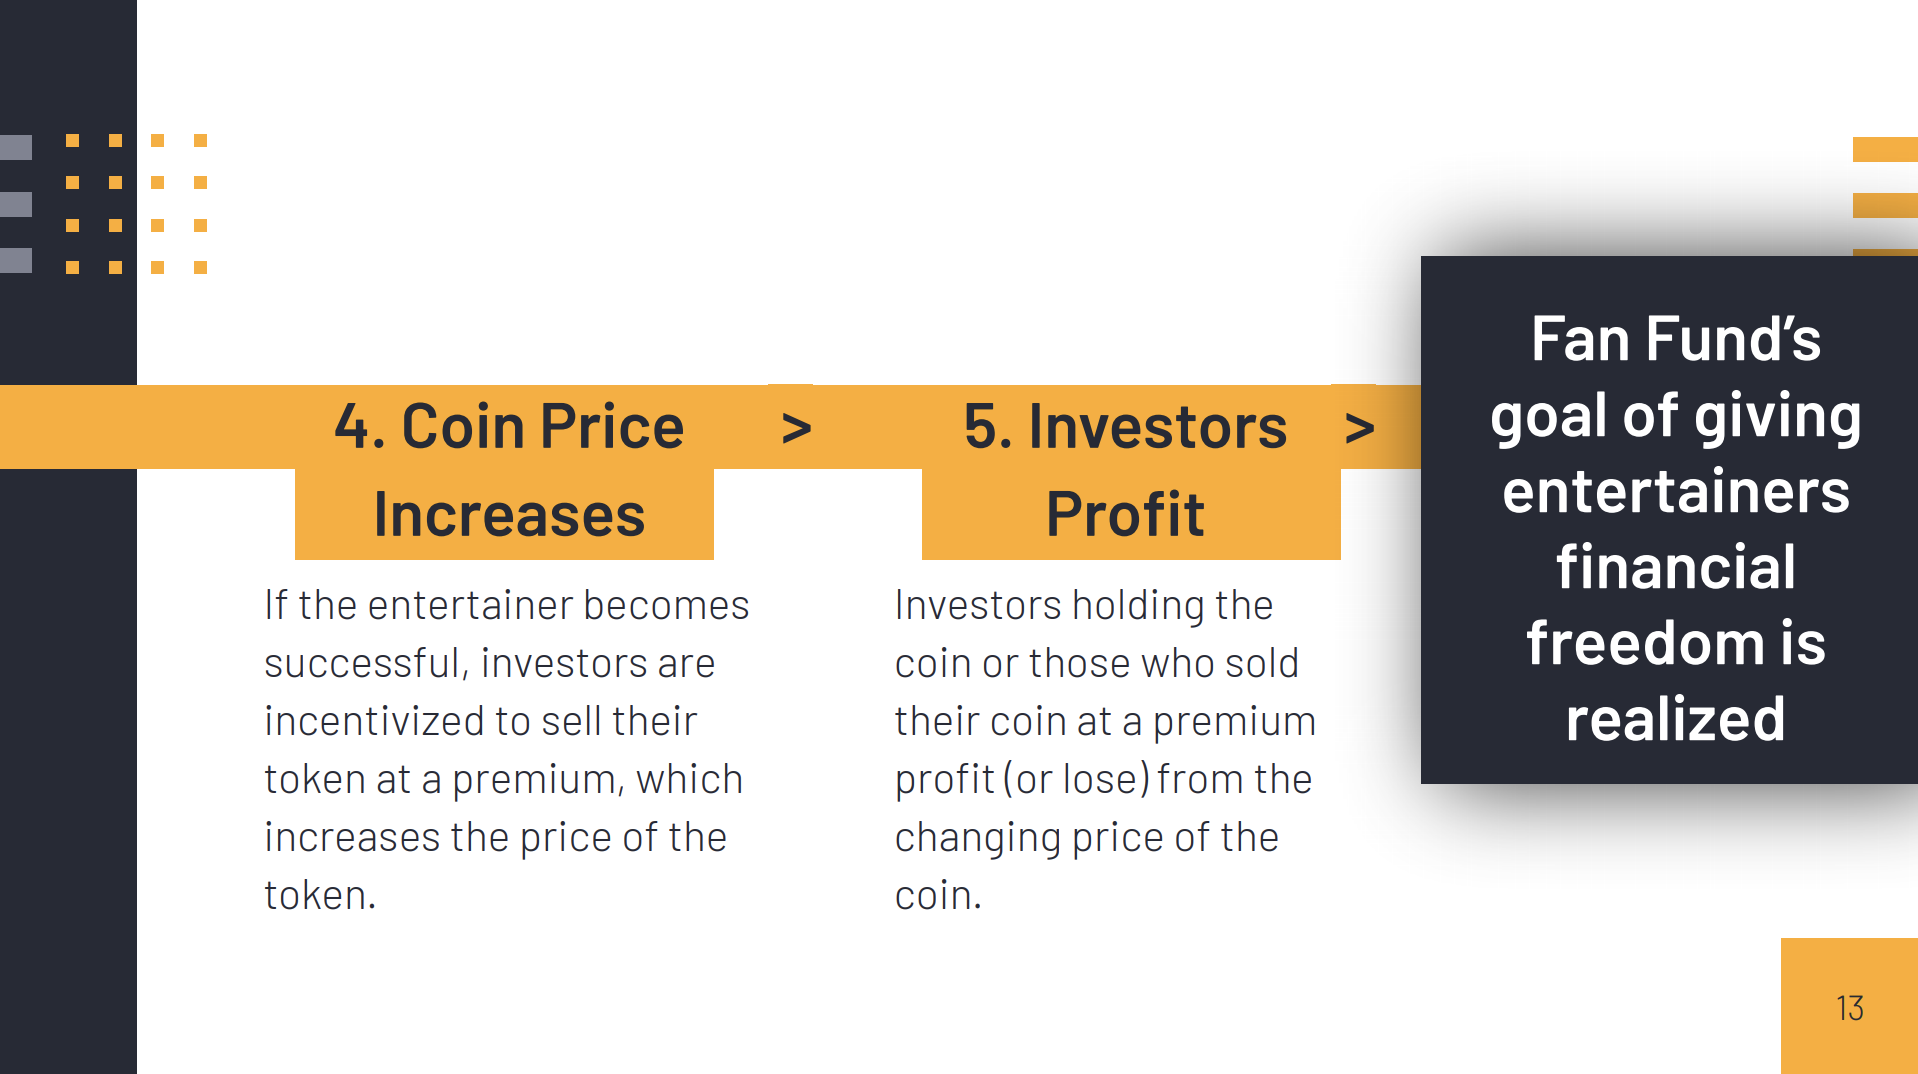 4. Coin Price
Increases
>
5. Investors
Profit
>
If the entertainer becomes
successful, investors are
incentivized to sell their
token at a premium, which
increases the price of the
token.
Investors holding the
coin or those who sold
their coin at a premium
profit (or lose) from the
changing price of the
coin.
Fan Fund’s
goal of giving
entertainers
financial
freedom is
realized
13